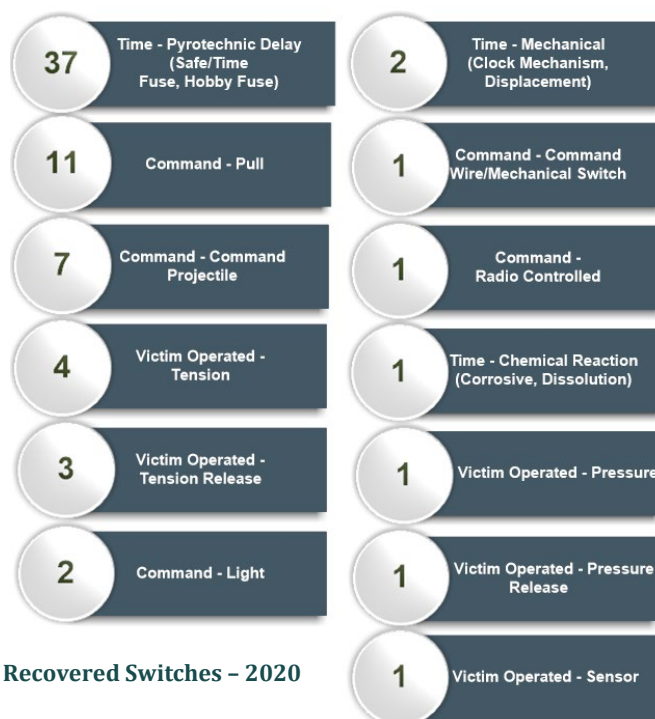 37
Time - Pyrotechnic Delay
(Safe/Time
Fuse, Hobby Fuse)
11
Command - Pull
7
Command - Command
Projectile
4
Victim Operated -
Tension
3
Victim Operated -
Tension Release
2
Command - Light
Recovered Switches – 2020
2
Time - Mechanical
(Clock Mechanism,
Displacement)
1
Command - Command
Wire/Mechanical Switch
1
Command -
Radio Controlled
1
Time - Chemical Reaction
(Corrosive, Dissolution)
1
Victim Operated - Pressure
1
Victim Operated - Pressure
Release
1
Victim Operated - Sensor